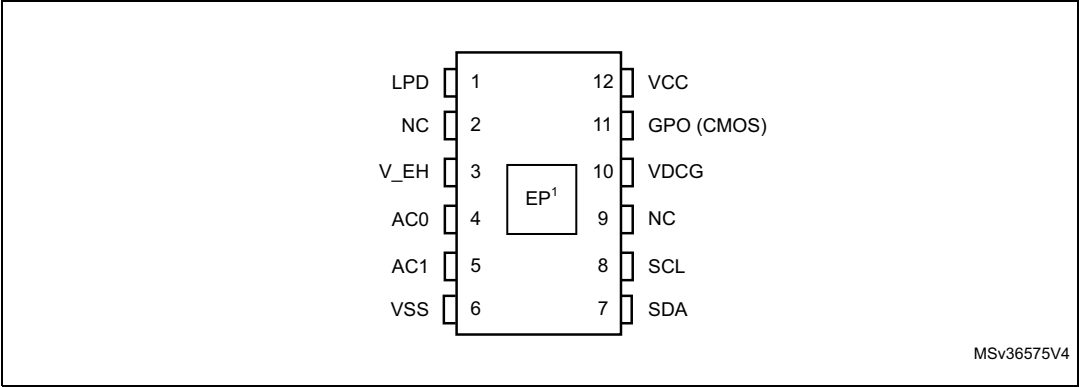 LPD 1 12 VCC
NC 2 11 GPO (CMOS)
V_EH 3 10 VDCG
EP¹
AC0 4 9 NC
AC1 5 8 SCL
VSS 6 7 SDA
MSv36575V4